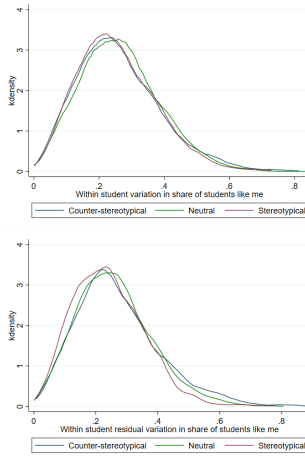 4
3
kdensity
2
1
0
0 .2 .4 .6 .8
Within student variation in share of students like me
Counter-stereotypical Neutral Stereotypical
4
3
kdensity
2
1
0
0 .2 .4 .6 .8
Within student residual variation in share of students like me
Counter-stereotypical Neutral Stereotypical